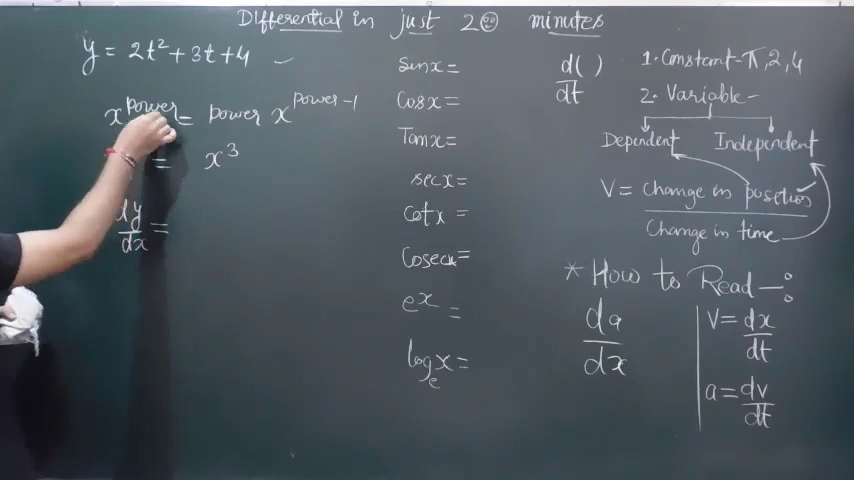 Differential in just 20 minutes
y = 2t² + 3t + 4
x^power = power x^power-1
= x³
dy/dx =
sinx =
Cosx =
Tanx =
secx =
Cotx =
Cosecx =
e^x =
logₑx =
d( )/dt
1. Constant - π, 2, 4
2. Variable -
Dependent Independent
V = Change in position / Change in time
* How to Read —:
da/dx
V = dx/dt
a = dv/dt